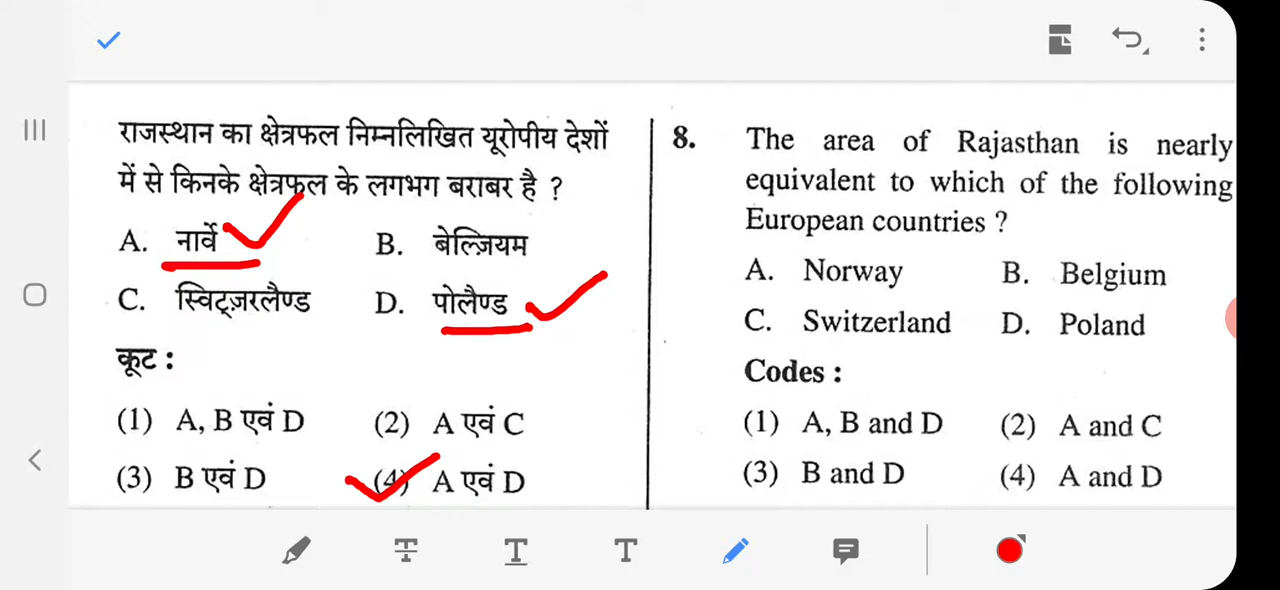 राजस्थान का क्षेत्रफल निम्नलिखित यूरोपीय देशों
में से किनके क्षेत्रफल के लगभग बराबर है ?
A. नार्वे B. बेल्ज़ियम
C. स्विट्ज़रलैण्ड D. पोलैण्ड
कूट :
(1) A, B एवं D (2) A एवं C
(3) B एवं D (4) A एवं D
8. The area of Rajasthan is nearly
equivalent to which of the following
European countries ?
A. Norway B. Belgium
C. Switzerland D. Poland
Codes :
(1) A, B and D (2) A and C
(3) B and D (4) A and D